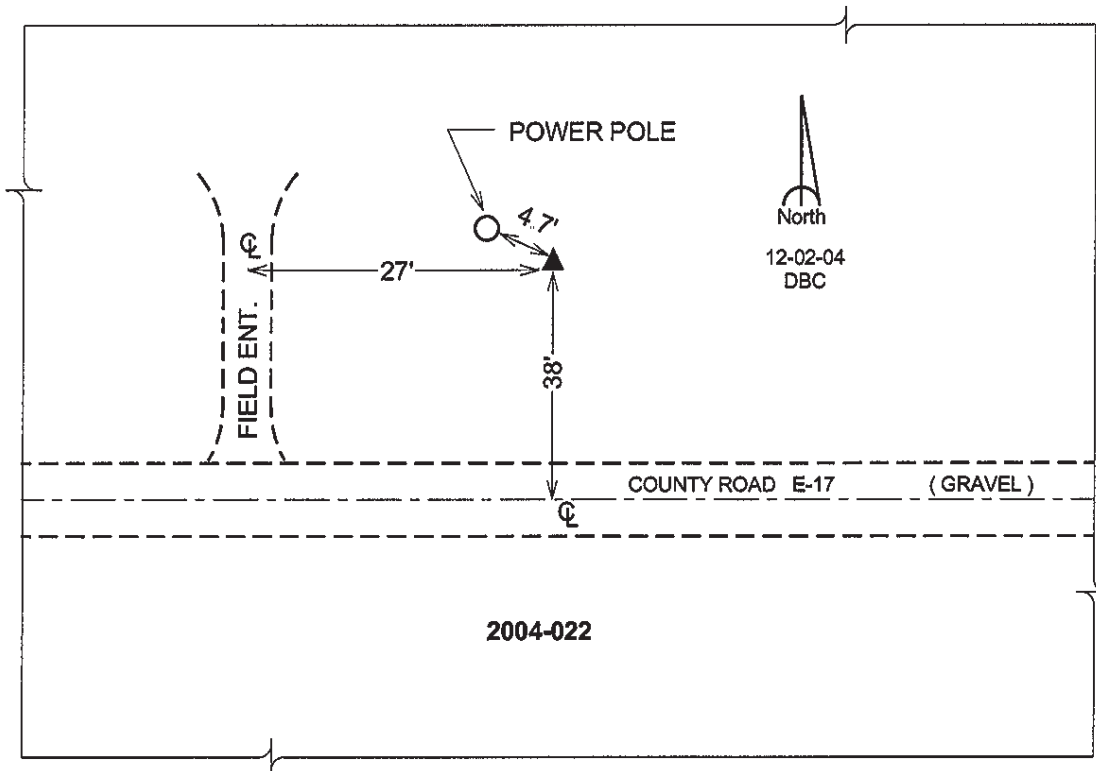 POWER POLE
4.7'
North
12-02-04
DBC
℄
27'
FIELD ENT.
38'
COUNTY ROAD E-17 ( GRAVEL )
℄
2004-022